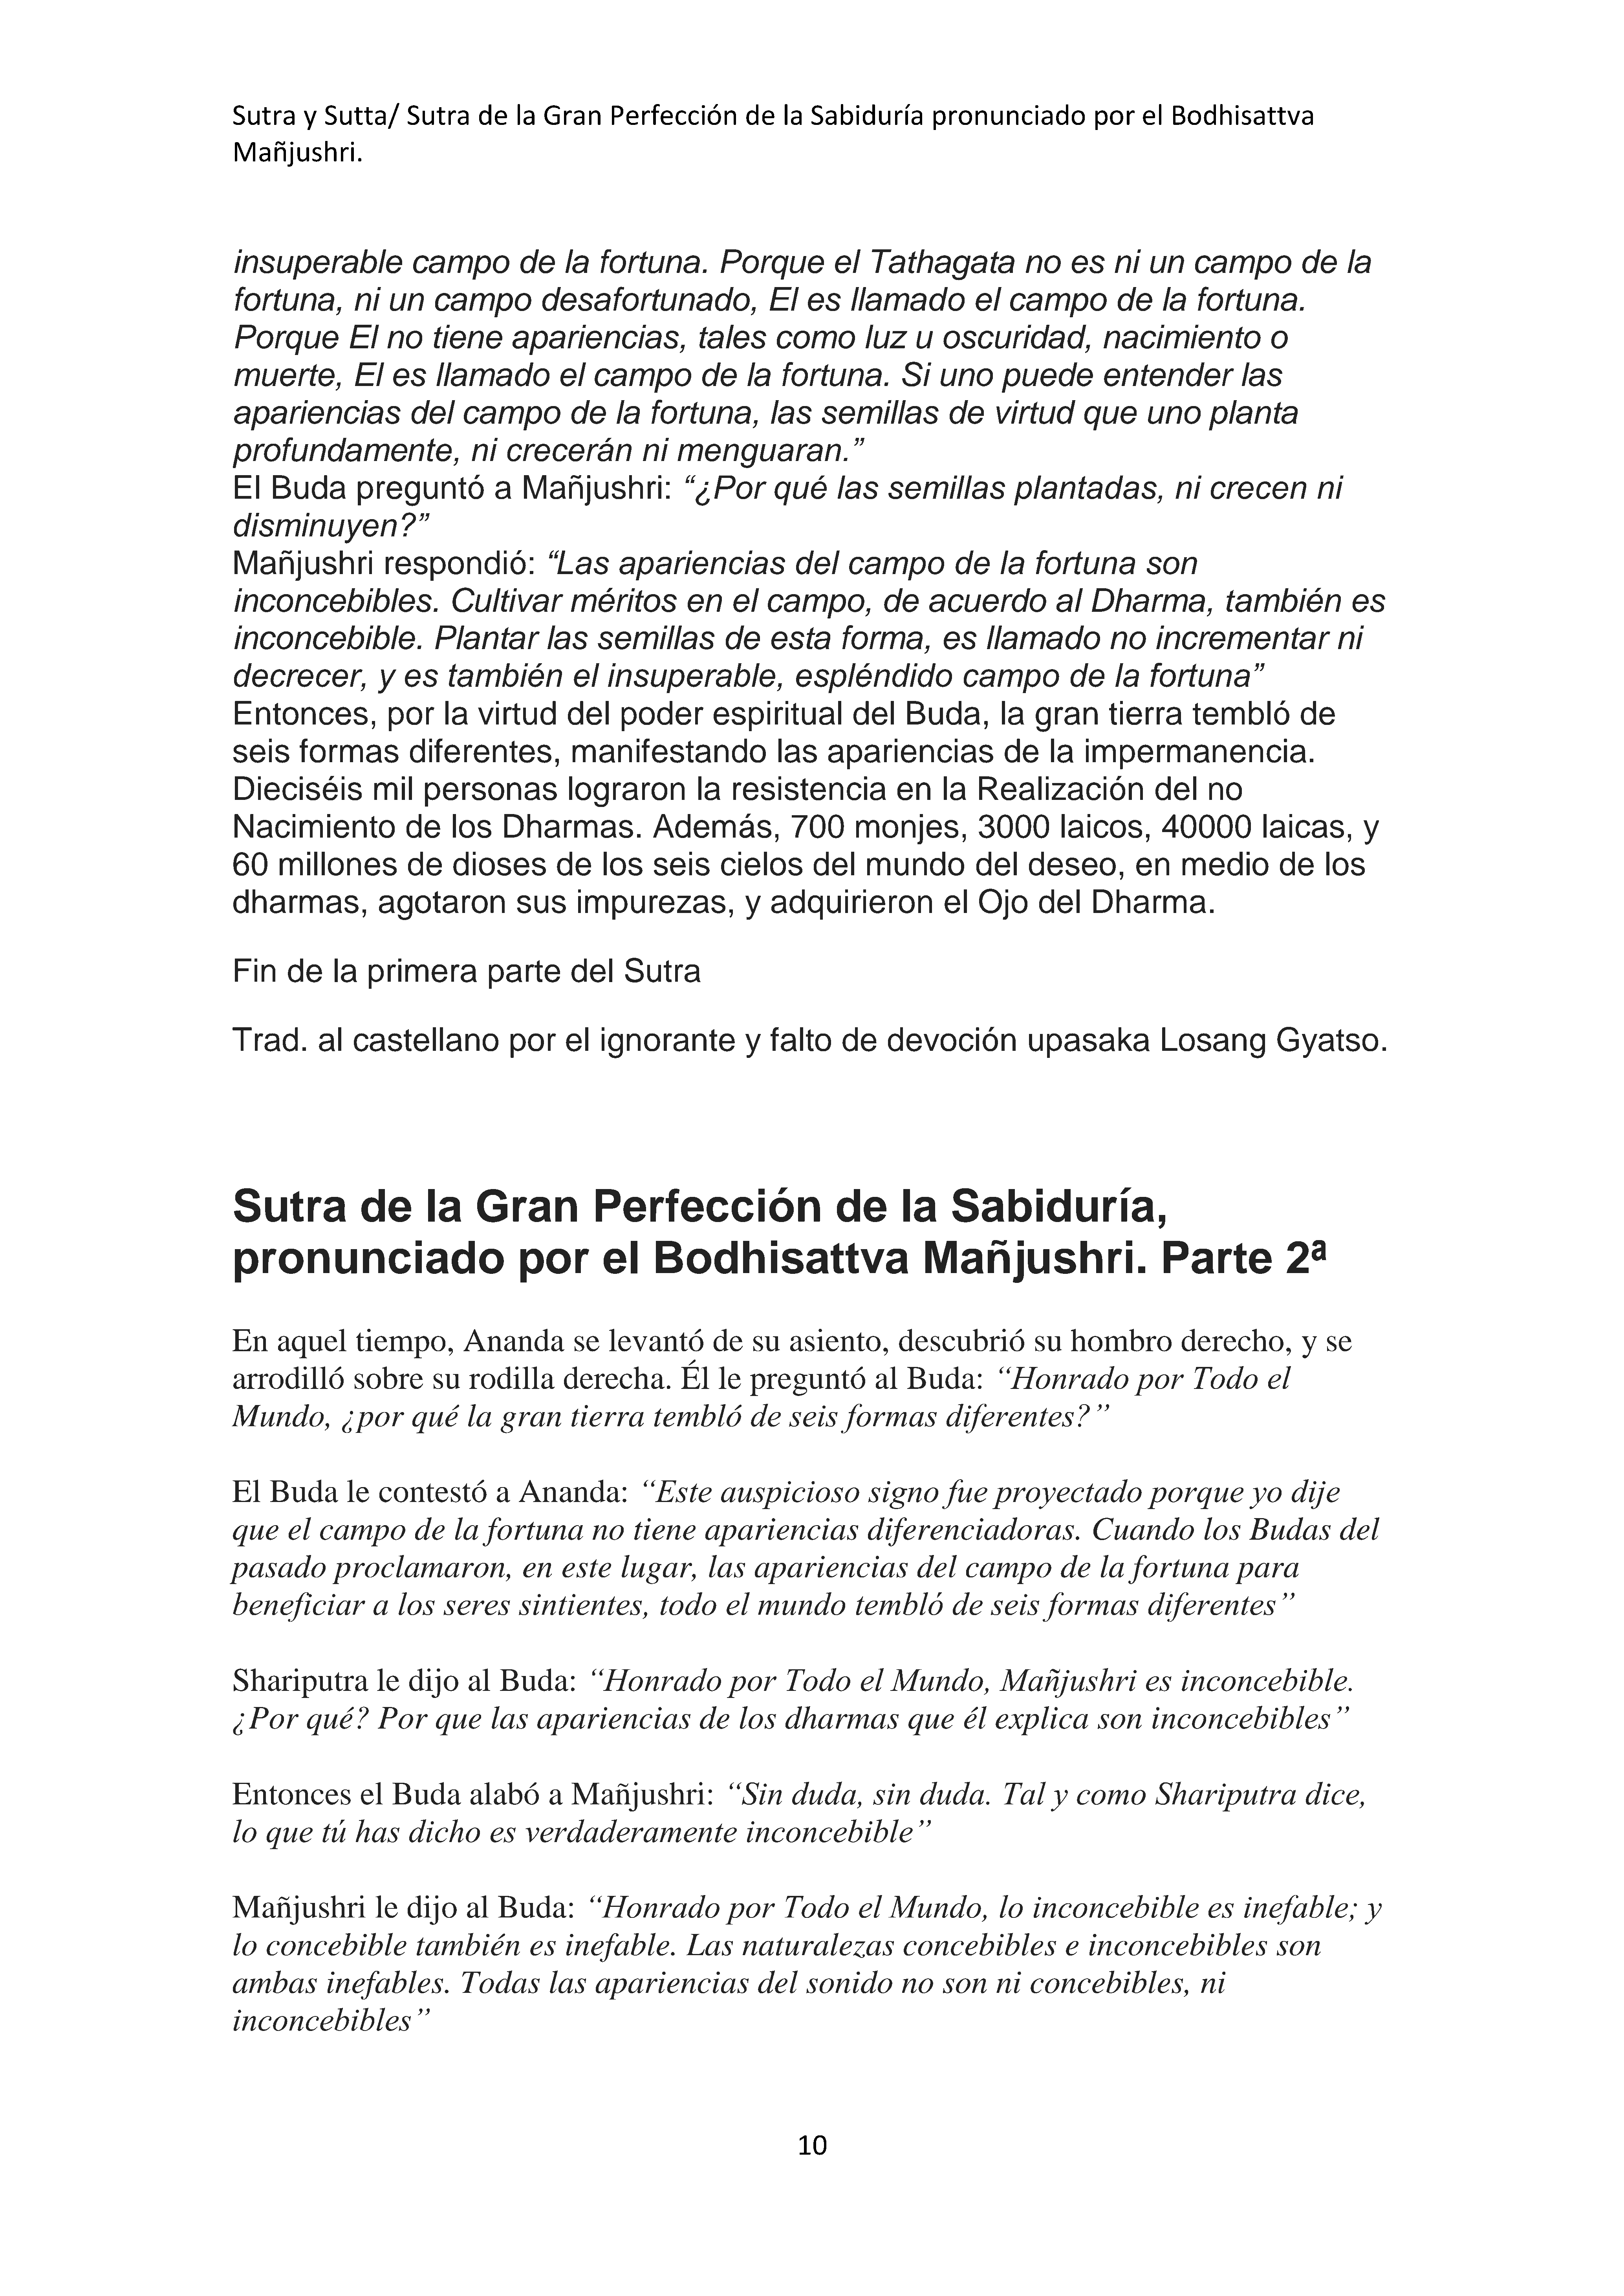 Sutra y Sutta/ Sutra de la Gran Perfección de la Sabiduría pronunciado por el Bodhisattva
Mañjushri.
insuperable campo de la fortuna. Porque el Tathagata no es ni un campo de la
fortuna, ni un campo desafortunado, El es llamado el campo de la fortuna.
Porque El no tiene apariencias, tales como luz u oscuridad, nacimiento o
muerte, El es llamado el campo de la fortuna. Si uno puede entender las
apariencias del campo de la fortuna, las semillas de virtud que uno planta
profundamente, ni crecerán ni menguaran.”
El Buda preguntó a Mañjushri: “¿Por qué las semillas plantadas, ni crecen ni
disminuyen?”
Mañjushri respondió: “Las apariencias del campo de la fortuna son
inconcebibles. Cultivar méritos en el campo, de acuerdo al Dharma, también es
inconcebible. Plantar las semillas de esta forma, es llamado no incrementar ni
decrecer, y es también el insuperable, espléndido campo de la fortuna”
Entonces, por la virtud del poder espiritual del Buda, la gran tierra tembló de
seis formas diferentes, manifestando las apariencias de la impermanencia.
Dieciséis mil personas lograron la resistencia en la Realización del no
Nacimiento de los Dharmas. Además, 700 monjes, 3000 laicos, 40000 laicas, y
60 millones de dioses de los seis cielos del mundo del deseo, en medio de los
dharmas, agotaron sus impurezas, y adquirieron el Ojo del Dharma.
Fin de la primera parte del Sutra
Trad. al castellano por el ignorante y falto de devoción upasaka Losang Gyatso.
Sutra de la Gran Perfección de la Sabiduría,
pronunciado por el Bodhisattva Mañjushri. Parte 2ª
En aquel tiempo, Ananda se levantó de su asiento, descubrió su hombro derecho, y se
arrodilló sobre su rodilla derecha. Él le preguntó al Buda: “Honrado por Todo el
Mundo, ¿por qué la gran tierra tembló de seis formas diferentes?”
El Buda le contestó a Ananda: “Este auspicioso signo fue proyectado porque yo dije
que el campo de la fortuna no tiene apariencias diferenciadoras. Cuando los Budas del
pasado proclamaron, en este lugar, las apariencias del campo de la fortuna para
beneficiar a los seres sintientes, todo el mundo tembló de seis formas diferentes”
Shariputra le dijo al Buda: “Honrado por Todo el Mundo, Mañjushri es inconcebible.
¿Por qué? Por que las apariencias de los dharmas que él explica son inconcebibles”
Entonces el Buda alabó a Mañjushri: “Sin duda, sin duda. Tal y como Shariputra dice,
lo que tú has dicho es verdaderamente inconcebible”
Mañjushri le dijo al Buda: “Honrado por Todo el Mundo, lo inconcebible es inefable; y
lo concebible también es inefable. Las naturalezas concebibles e inconcebibles son
ambas inefables. Todas las apariencias del sonido no son ni concebibles, ni
inconcebibles”
10